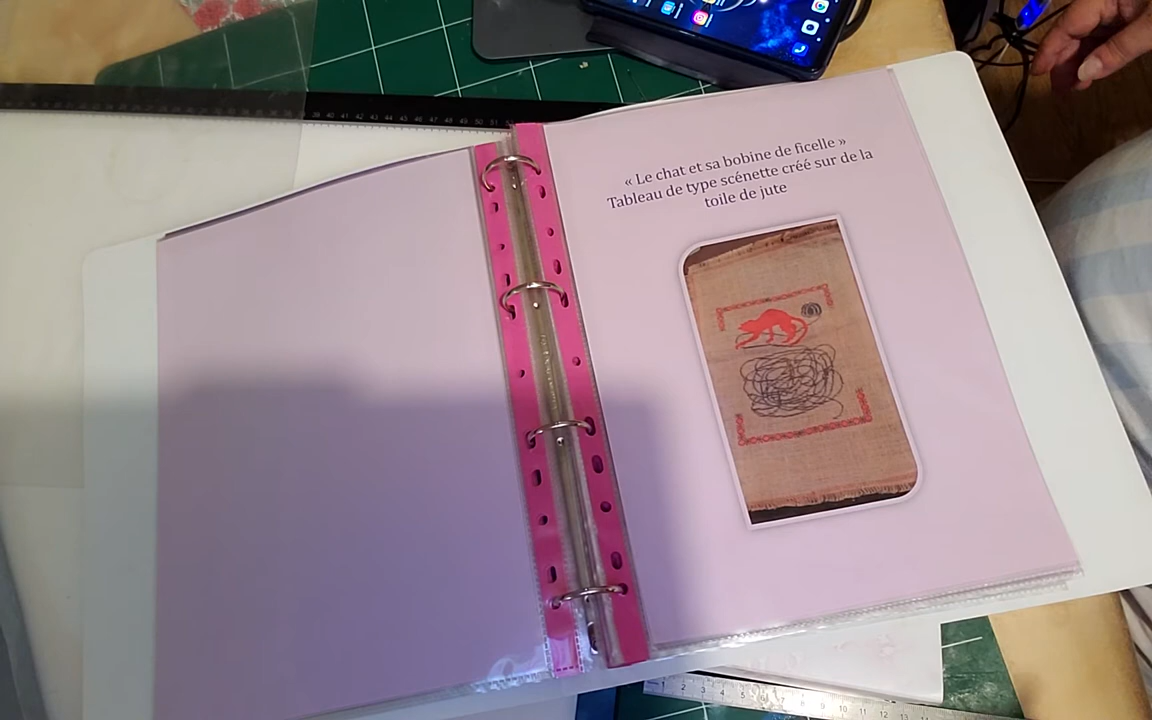 « Le chat et sa bobine de ficelle »
Tableau de type scénette créé sur de la
toile de jute